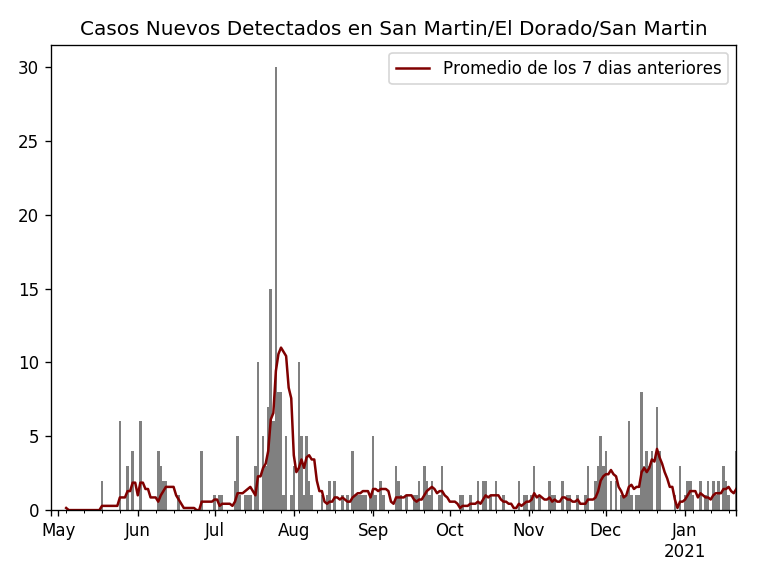 Casos Nuevos Detectados en San Martin/El Dorado/San Martin
Promedio de los 7 dias anteriores
30
25
20
15
10
5
0
May Jun Jul Aug Sep Oct Nov Dec Jan
2021